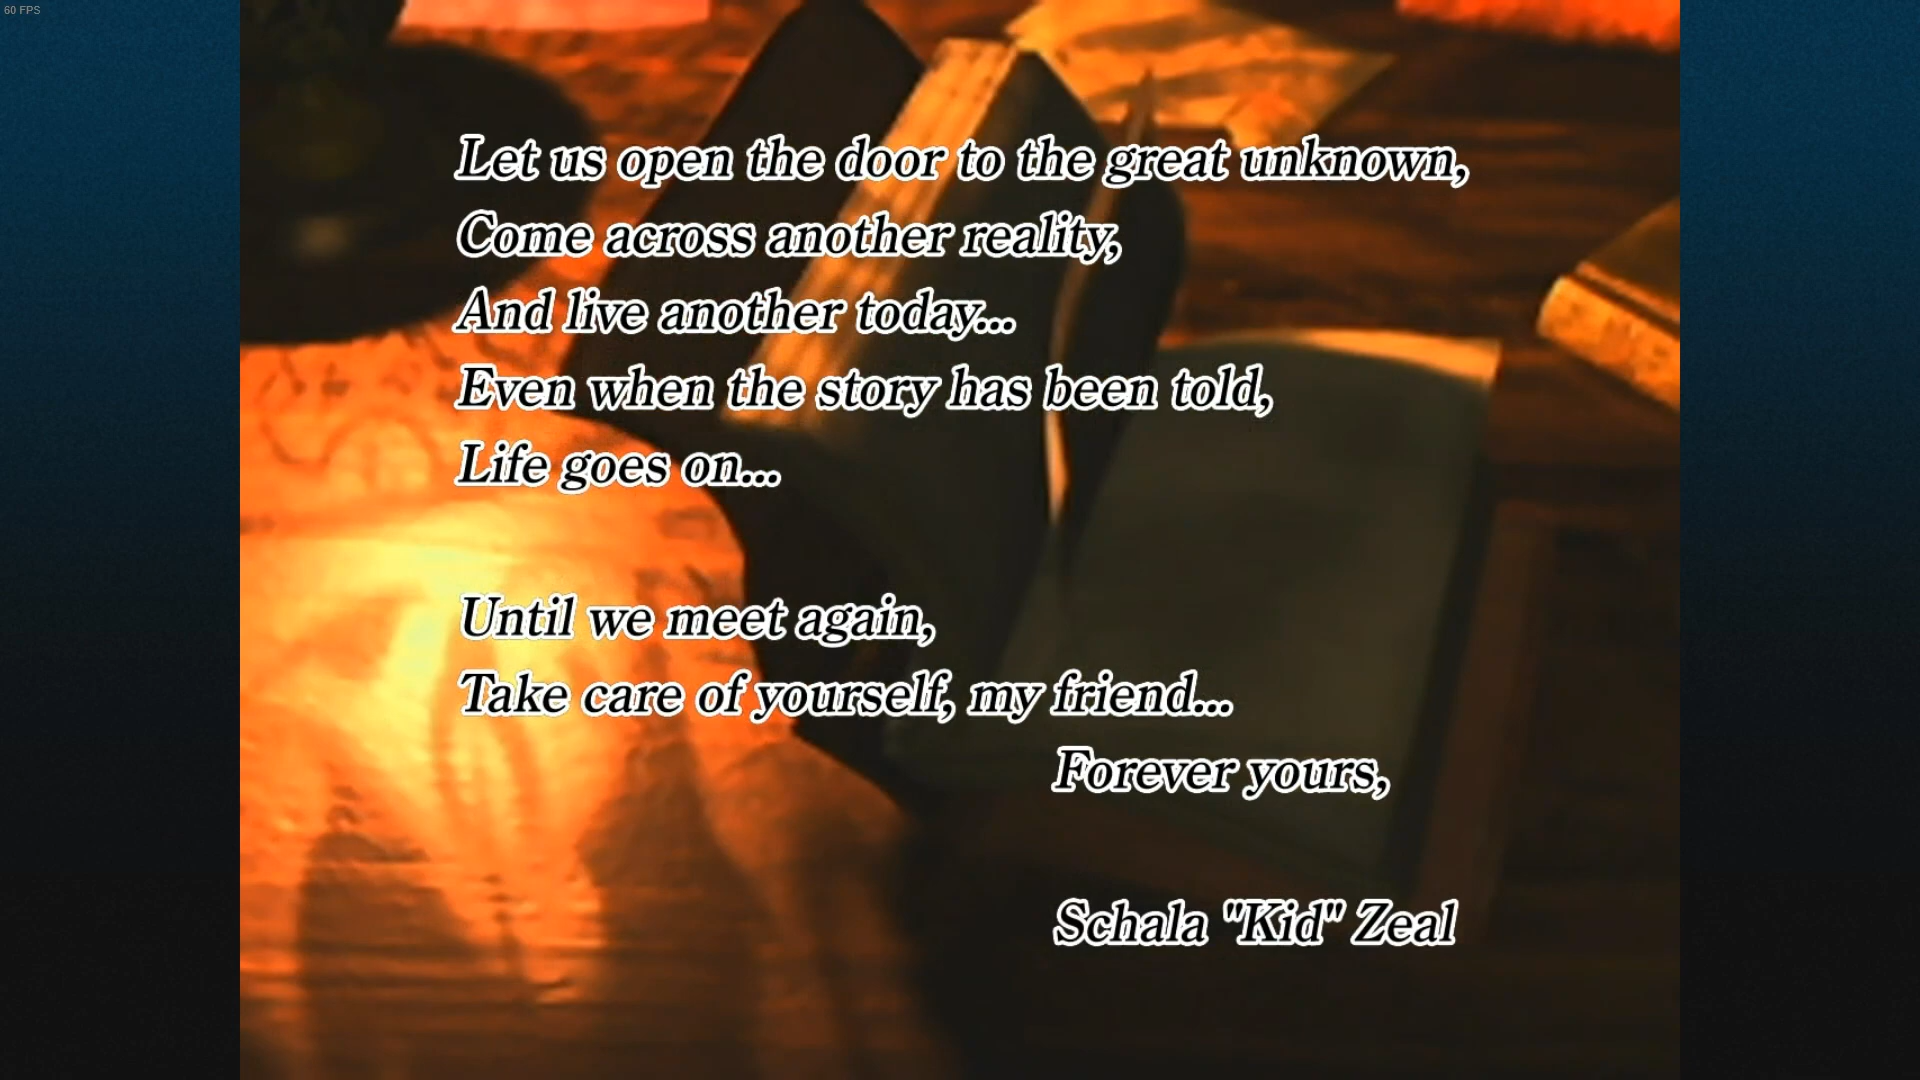 60 FPS
Let us open the door to the great unknown,
Come across another reality,
And live another today...
Even when the story has been told,
Life goes on...
Until we meet again,
Take care of yourself, my friend...
Forever yours,
Schala "Kid" Zeal